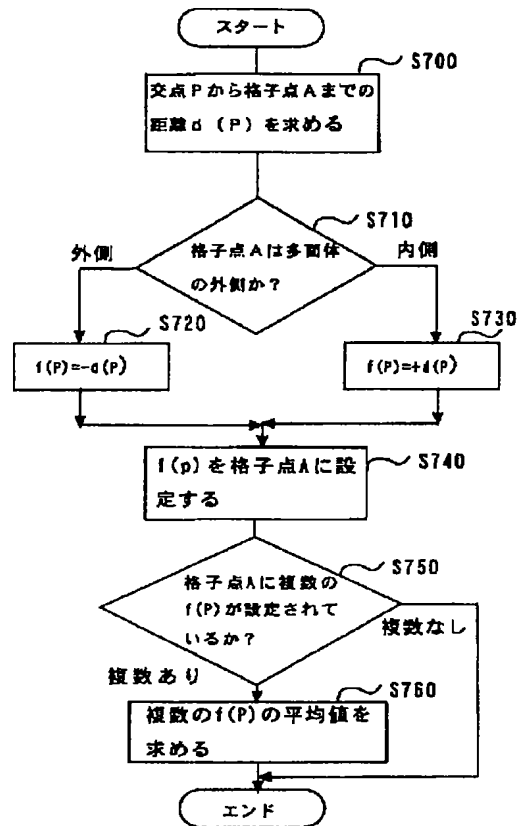 スタート
S700
交点Pから格子点Aまでの
距離d (P) を求める
S710
外側
格子点Aは多面体
の外側か?
内側
S720
f(P)=-d(P)
S730
f(P)=+d(P)
f(p)を格子点Aに設
定する
S740
S750
格子点Aに複数の
f(P)が設定されて
いるか?
複数なし
複数あり
S760
複数のf(P)の平均値を
求める
エンド